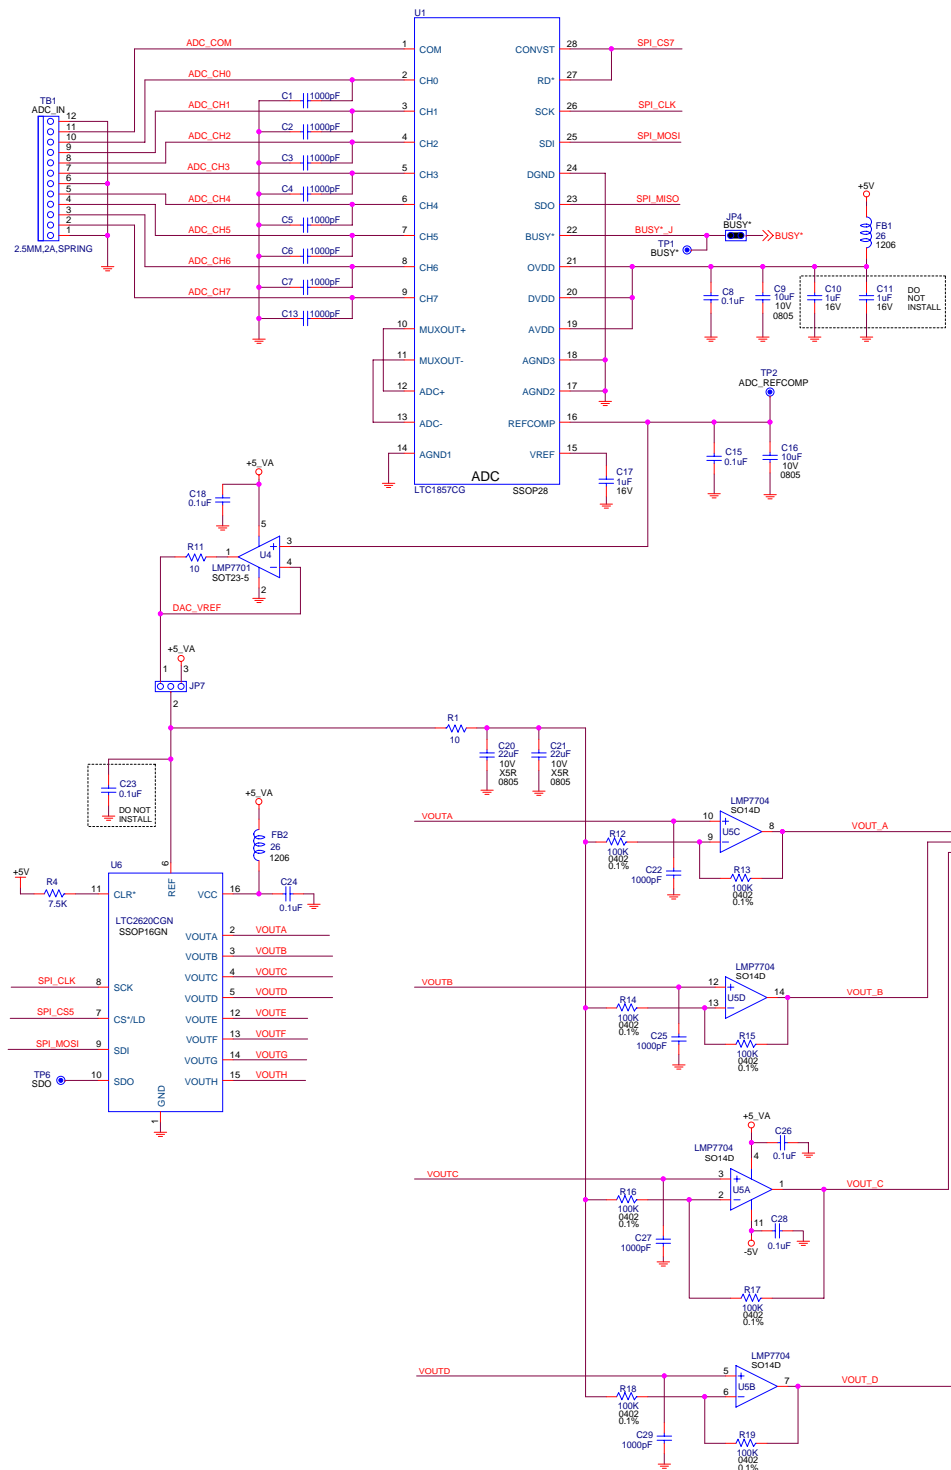 U1
ADC_COM 1 COM CONVST 28 SPI_CS7
ADC_CH0 2 CH0 RD* 27
C1 1000pF
TB1
ADC_IN
ADC_CH1 3 CH1 SCK 26 SPI_CLK
12
11
10
9
8
7
6
5
4
3
2
1
2.5MM,2A,SPRING
C2 1000pF
ADC_CH2 4 CH2 SDI 25 SPI_MOSI
C3 1000pF
ADC_CH3 5 CH3 DGND 24
C4 1000pF
ADC_CH4 6 CH4 SDO 23 SPI_MISO
C5 1000pF
ADC_CH5 7 CH5 BUSY* 22 BUSY*_J
JP4
BUSY*
BUSY*
TP1
BUSY*
+5V
FB1
26
1206
C6 1000pF
ADC_CH6 8 CH6 OVDD 21
C7 1000pF
ADC_CH7 9 CH7 DVDD 20
C13 1000pF
C8
0.1uF
C9
10uF
10V
0805
C10
1uF
16V
C11
1uF
16V
DO
NOT
INSTALL
10 MUXOUT+ AVDD 19
11 MUXOUT- AGND3 18
12 ADC+ AGND2 17
13 ADC- REFCOMP 16
14 AGND1 VREF 15
TP2
ADC_REFCOMP
C15
0.1uF
C16
10uF
10V
0805
C17
1uF
16V
ADC
LTC1857CG SSOP28
+5_VA
C18
0.1uF
5
R11
10
1
U4
3
4
LMP7701
SOT23-5
2
DAC_VREF
+5_VA
1 3
JP7
2
R1
10
C20
22uF
10V
X5R
0805
C21
22uF
10V
X5R
0805
C23
0.1uF
DO NOT
INSTALL
+5_VA
FB2
26
1206
U6
6
+5V
R4
7.5K
11 CLR* REF VCC 16
C24
0.1uF
LTC2620CGN
SSOP16GN
VOUTA 2 VOUTA
VOUTB 3 VOUTB
VOUTC 4 VOUTC
SPI_CLK 8 SCK
VOUTD 5 VOUTD
SPI_CS5 7 CS*/LD
VOUTE 12 VOUTE
VOUTF 13 VOUTF
SPI_MOSI 9 SDI
VOUTG 14 VOUTG
TP6
SDO
10 SDO
VOUTH 15 VOUTH
GND
1
LMP7704
SO14D
VOUTA 10
U5C
8 VOUT_A
9
R12
100K
0402
0.1%
C22
1000pF
R13
100K
0402
0.1%
LMP7704
SO14D
VOUTB 12
U5D
14 VOUT_B
13
R14
100K
0402
0.1%
C25
1000pF
R15
100K
0402
0.1%
+5_VA
C26
0.1uF
4
LMP7704
SO14D
VOUTC 3
U5A
1 VOUT_C
2
R16
100K
0402
0.1%
11
C28
0.1uF
-5V
C27
1000pF
R17
100K
0402
0.1%
LMP7704
SO14D
VOUTD 5
U5B
7 VOUT_D
6
R18
100K
0402
0.1%
C29
1000pF
R19
100K
0402
0.1%